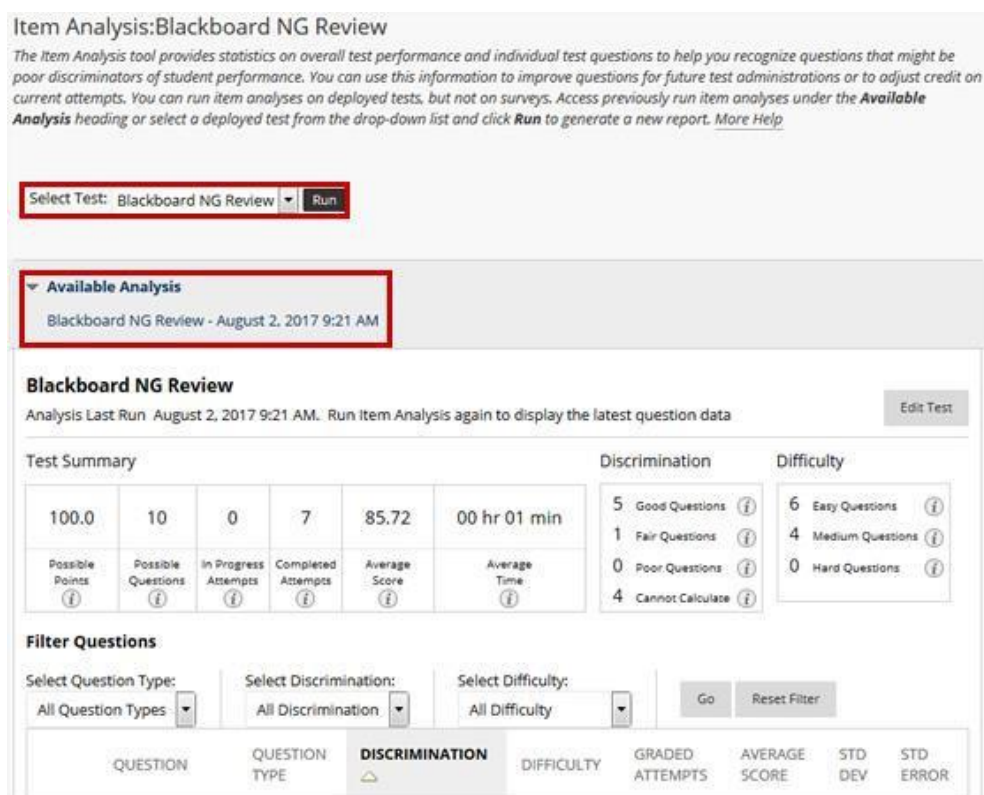 Item Analysis:Blackboard NG Review
The Item Analysis tool provides statistics on overall test performance and individual test questions to help you recognize questions that might be
poor discriminators of student performance. You can use this information to improve questions for future test administrations or to adjust credit on
current attempts. You can run item analyses on deployed tests, but not on surveys. Access previously run item analyses under the Available
Analysis heading or select a deployed test from the drop-down list and click Run to generate a new report. More Help
Select Test: Blackboard NG Review Run
Available Analysis
Blackboard NG Review - August 2, 2017 9:21 AM
Blackboard NG Review
Analysis Last Run August 2, 2017 9:21 AM. Run Item Analysis again to display the latest question data
Edit Test
Test Summary
100.0 10 0 7 85.72 00 hr 01 min
Possible Points Possible Questions In Progress Attempts Completed Attempts Average Score Average Time
Discrimination
5 Good Questions
1 Fair Questions
0 Poor Questions
4 Cannot Calculate
Difficulty
6 Easy Questions
4 Medium Questions
0 Hard Questions
Filter Questions
Select Question Type: Select Discrimination: Select Difficulty:
All Question Types All Discrimination All Difficulty Go Reset Filter
QUESTION QUESTION TYPE DISCRIMINATION DIFFICULTY GRADED ATTEMPTS AVERAGE SCORE STD DEV STD ERROR